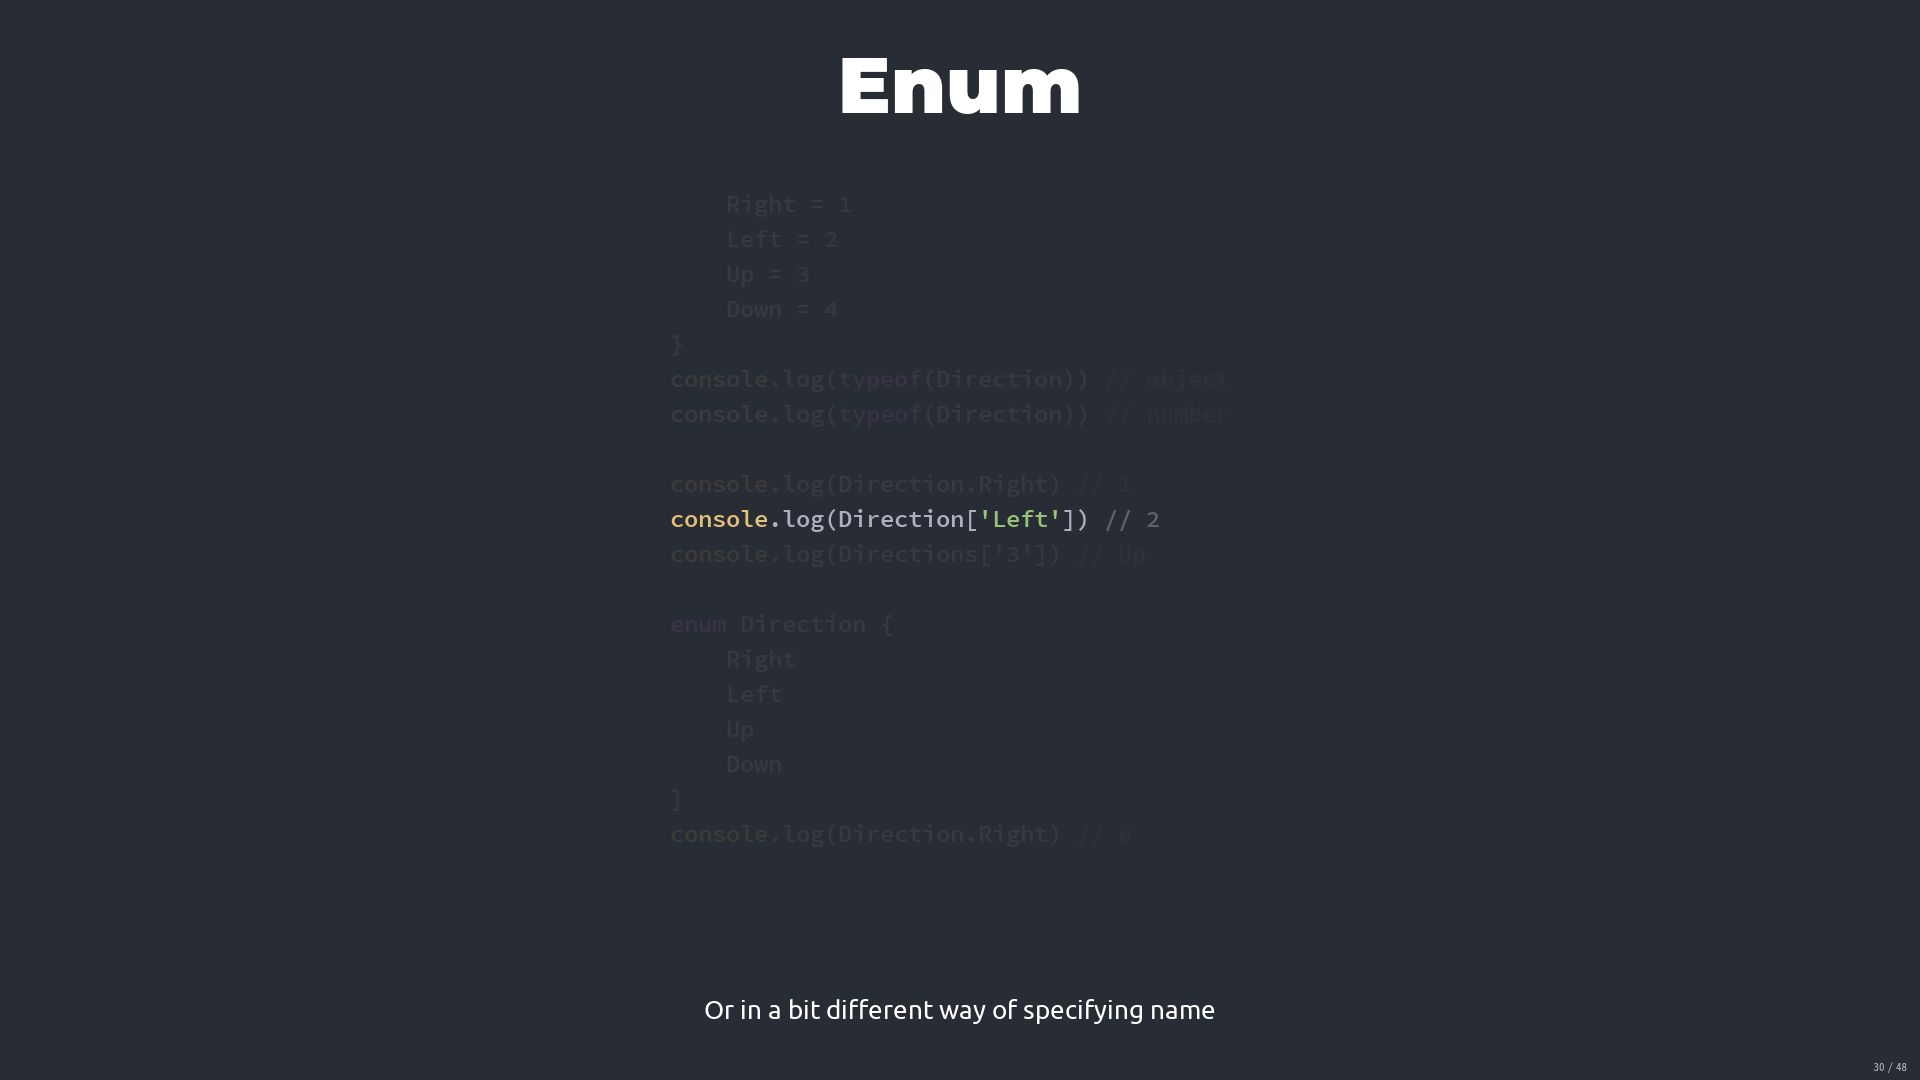 Enum
    Right = 1
    Left = 2
    Up = 3
    Down = 4
}
console.log(typeof(Direction)) // object
console.log(typeof(Direction)) // number
console.log(Direction.Right) // 1
console.log(Direction['Left']) // 2
console.log(Directions['3']) // Up
enum Direction {
    Right
    Left
    Up
    Down
}
console.log(Direction.Right) // 0
Or in a bit different way of specifying name
30 / 48